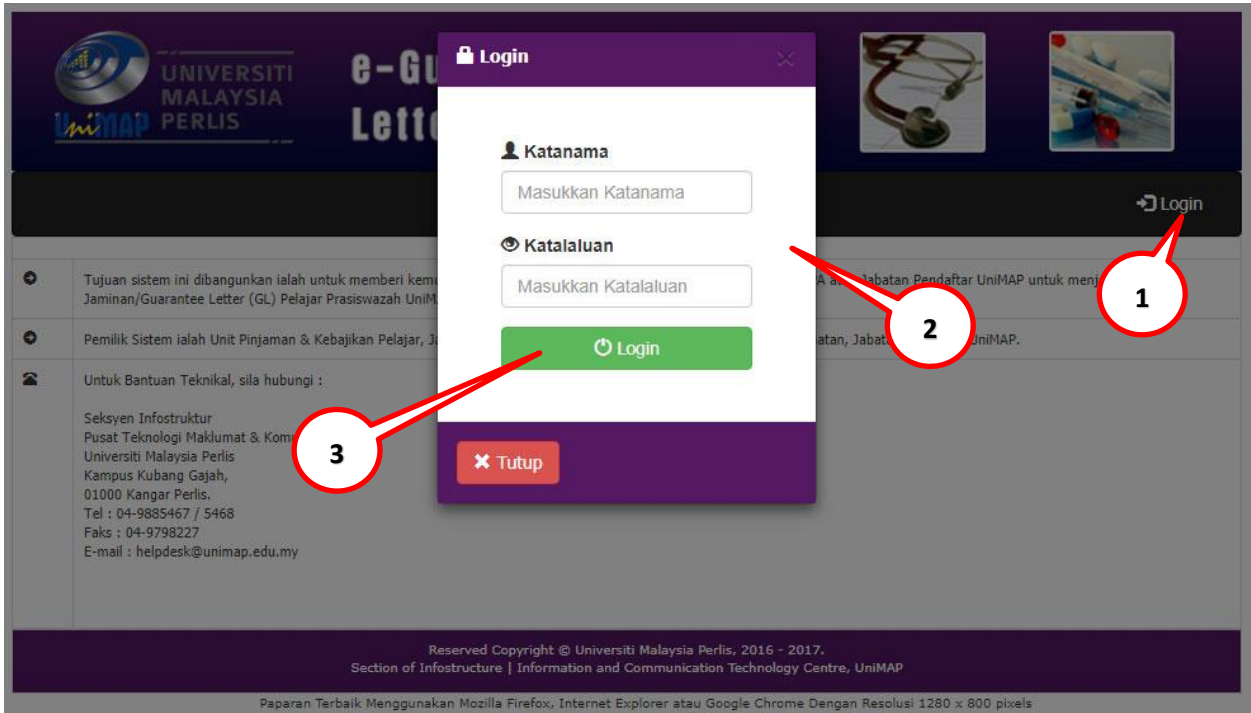 UNIVERSITI
MALAYSIA
PERLIS
UniMAP
e-Gu
Lett
Login
Login
Katanama
Masukkan Katanama
Katalaluan
Masukkan Katalaluan
Login
Tutup
1
2
3
Tujuan sistem ini dibangunkan ialah untuk memberi kemu
Jabatan Pendaftar UniMAP untuk menj
Jaminan/Guarantee Letter (GL) Pelajar Prasiswazah UniM
Pemilik Sistem ialah Unit Pinjaman & Kebajikan Pelajar,
UniMAP.
Untuk Bantuan Teknikal, sila hubungi :
Seksyen Infostruktur
Pusat Teknologi Maklumat & Kom
Universiti Malaysia Perlis
Kampus Kubang Gajah,
01000 Kangar Perlis.
Tel : 04-9885467 / 5468
Faks : 04-9798227
E-mail : helpdesk@unimap.edu.my
Reserved Copyright © Universiti Malaysia Perlis, 2016 - 2017.
Section of Infostructure | Information and Communication Technology Centre, UniMAP
Paparan Terbaik Menggunakan Mozilla Firefox, Internet Explorer atau Google Chrome Dengan Resolusi 1280 x 800 pixels